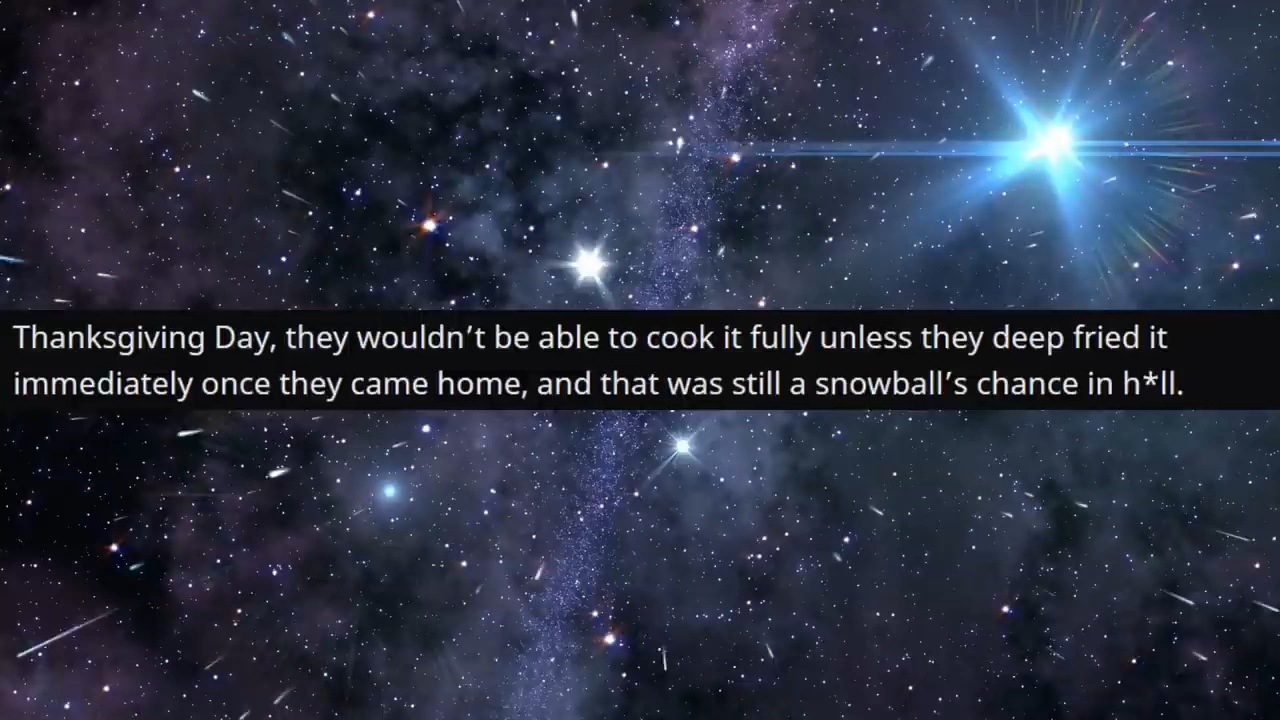 Thanksgiving Day, they wouldn’t be able to cook it fully unless they deep fried it
immediately once they came home, and that was still a snowball’s chance in h*ll.